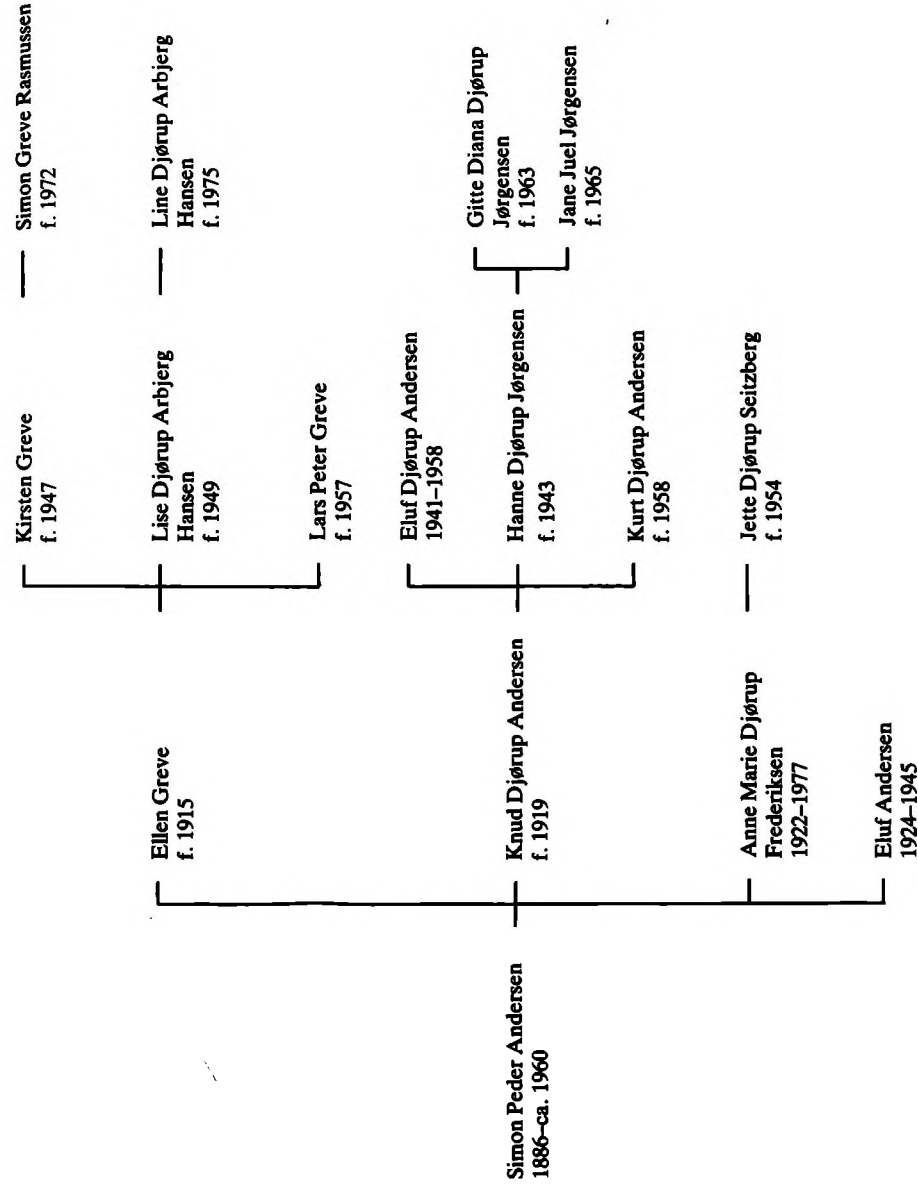 Simon Peder Andersen
1886–ca. 1960
Ellen Greve
f. 1915
Kirsten Greve
f. 1947
Simon Greve Rasmussen
f. 1972
Lise Djørup Arbjerg
Hansen
f. 1949
Line Djørup Arbjerg
Hansen
f. 1975
Lars Peter Greve
f. 1957
Knud Djørup Andersen
f. 1919
Eluf Djørup Andersen
1941–1958
Hanne Djørup Jørgensen
f. 1943
Gitte Diana Djørup
Jørgensen
f. 1963
Jane Juel Jørgensen
f. 1965
Kurt Djørup Andersen
f. 1958
Anne Marie Djørup
Frederiksen
1922–1977
Jette Djørup Seitzberg
f. 1954
Eluf Andersen
1924–1945